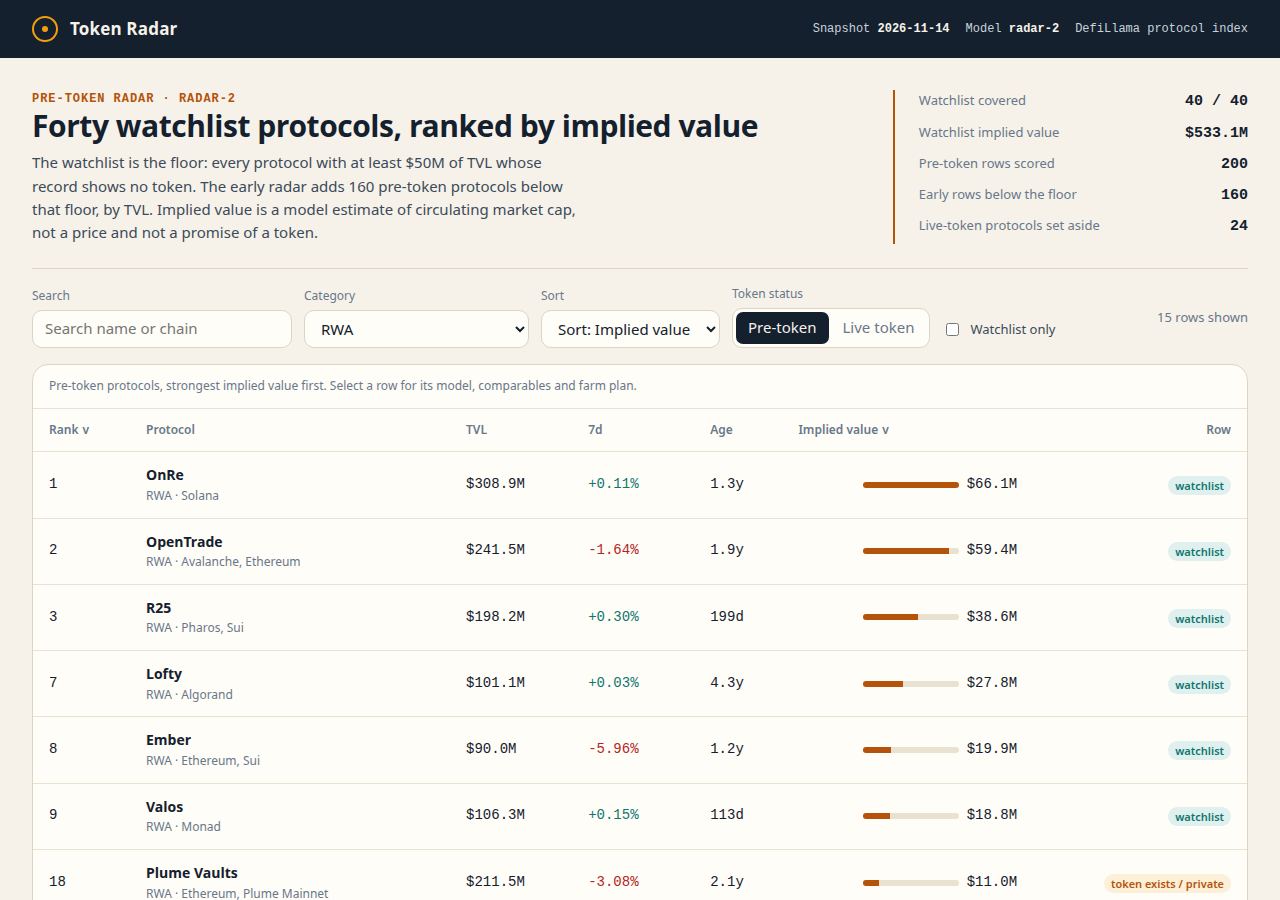 Token Radar
Snapshot 2026-11-14 Model radar-2 DefiLlama protocol index
PRE-TOKEN RADAR · RADAR-2
Forty watchlist protocols, ranked by implied value
The watchlist is the floor: every protocol with at least $50M of TVL whose
record shows no token. The early radar adds 160 pre-token protocols below
that floor, by TVL. Implied value is a model estimate of circulating market cap,
not a price and not a promise of a token.
Watchlist covered 40 / 40
Watchlist implied value $533.1M
Pre-token rows scored 200
Early rows below the floor 160
Live-token protocols set aside 24
Search
Category
Sort
Token status
Search name or chain
RWA
Sort: Implied value
Pre-token
Live token
Watchlist only
15 rows shown
Pre-token protocols, strongest implied value first. Select a row for its model, comparables and farm plan.
Rank v Protocol TVL 7d Age Implied value v Row
1 OnRe $308.9M +0.11% 1.3y $66.1M watchlist
RWA · Solana
2 OpenTrade $241.5M -1.64% 1.9y $59.4M watchlist
RWA · Avalanche, Ethereum
3 R25 $198.2M +0.30% 199d $38.6M watchlist
RWA · Pharos, Sui
7 Lofty $101.1M +0.03% 4.3y $27.8M watchlist
RWA · Algorand
8 Ember $90.0M -5.96% 1.2y $19.9M watchlist
RWA · Ethereum, Sui
9 Valos $106.3M +0.15% 113d $18.8M watchlist
RWA · Monad
18 Plume Vaults $211.5M -3.08% 2.1y $11.0M token exists / private
RWA · Ethereum, Plume Mainnet